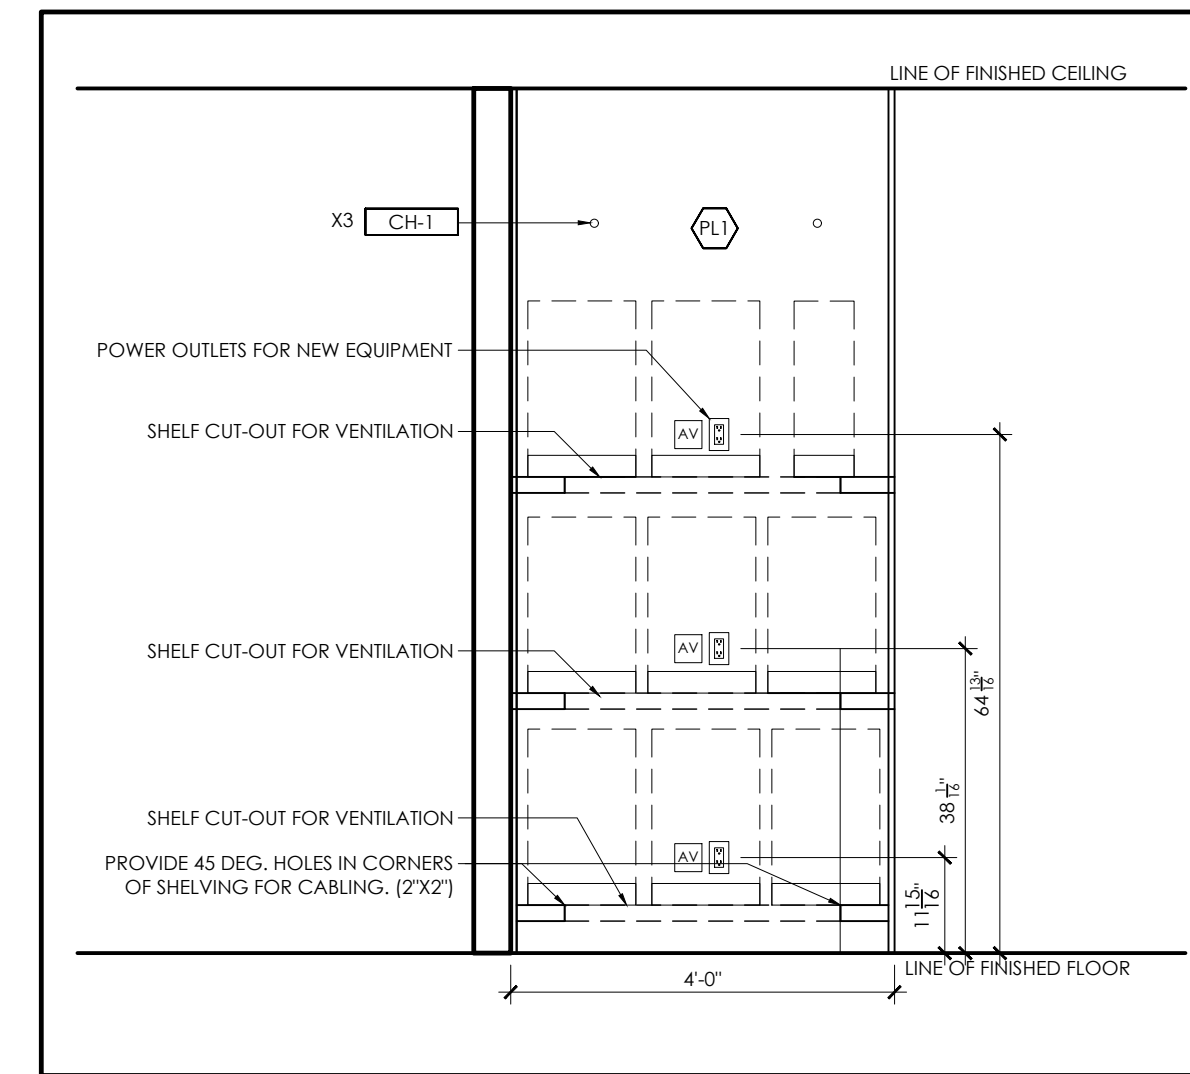 LINE OF FINISHED CEILING
X3 CH-1
PL1
POWER OUTLETS FOR NEW EQUIPMENT
SHELF CUT-OUT FOR VENTILATION
AV
SHELF CUT-OUT FOR VENTILATION
AV
64 13/16"
38 1/16"
SHELF CUT-OUT FOR VENTILATION
PROVIDE 45 DEG. HOLES IN CORNERS
OF SHELVING FOR CABLING. (2"X2")
AV
11 15/16"
LINE OF FINISHED FLOOR
4'-0"